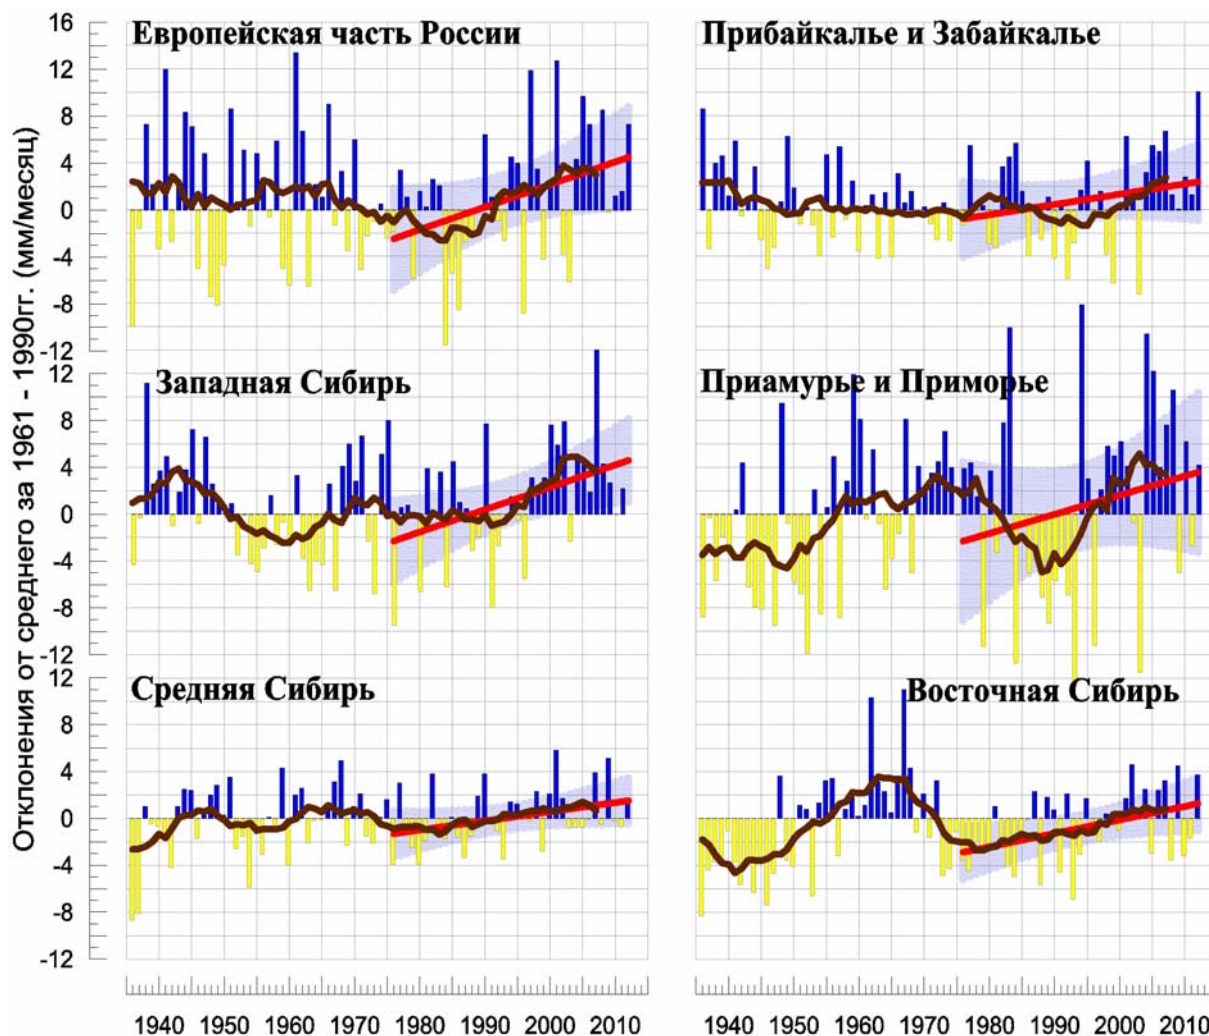 Отклонения от среднего за 1961 - 1990гг. (мм/месяц)
Европейская часть России
Прибайкалье и Забайкалье
16
12
8
4
0
-4
-8
-12
Западная Сибирь
Приамурье и Приморье
12
8
4
0
-4
-8
-12
Средняя Сибирь
Восточная Сибирь
12
8
4
0
-4
-8
-12
1940 1950 1960 1970 1980 1990 2000 2010
1940 1950 1960 1970 1980 1990 2000 2010